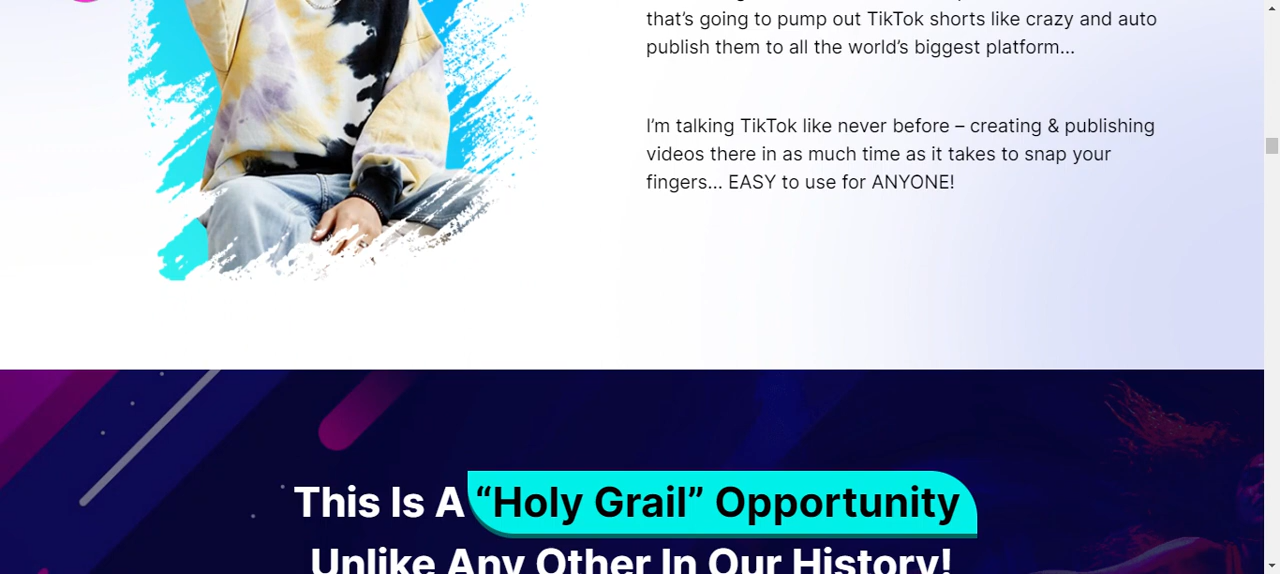 that’s going to pump out TikTok shorts like crazy and auto
publish them to all the world’s biggest platform...
I’m talking TikTok like never before – creating & publishing
videos there in as much time as it takes to snap your
fingers... EASY to use for ANYONE!
This Is A “Holy Grail” Opportunity
Unlike Any Other In Our History!